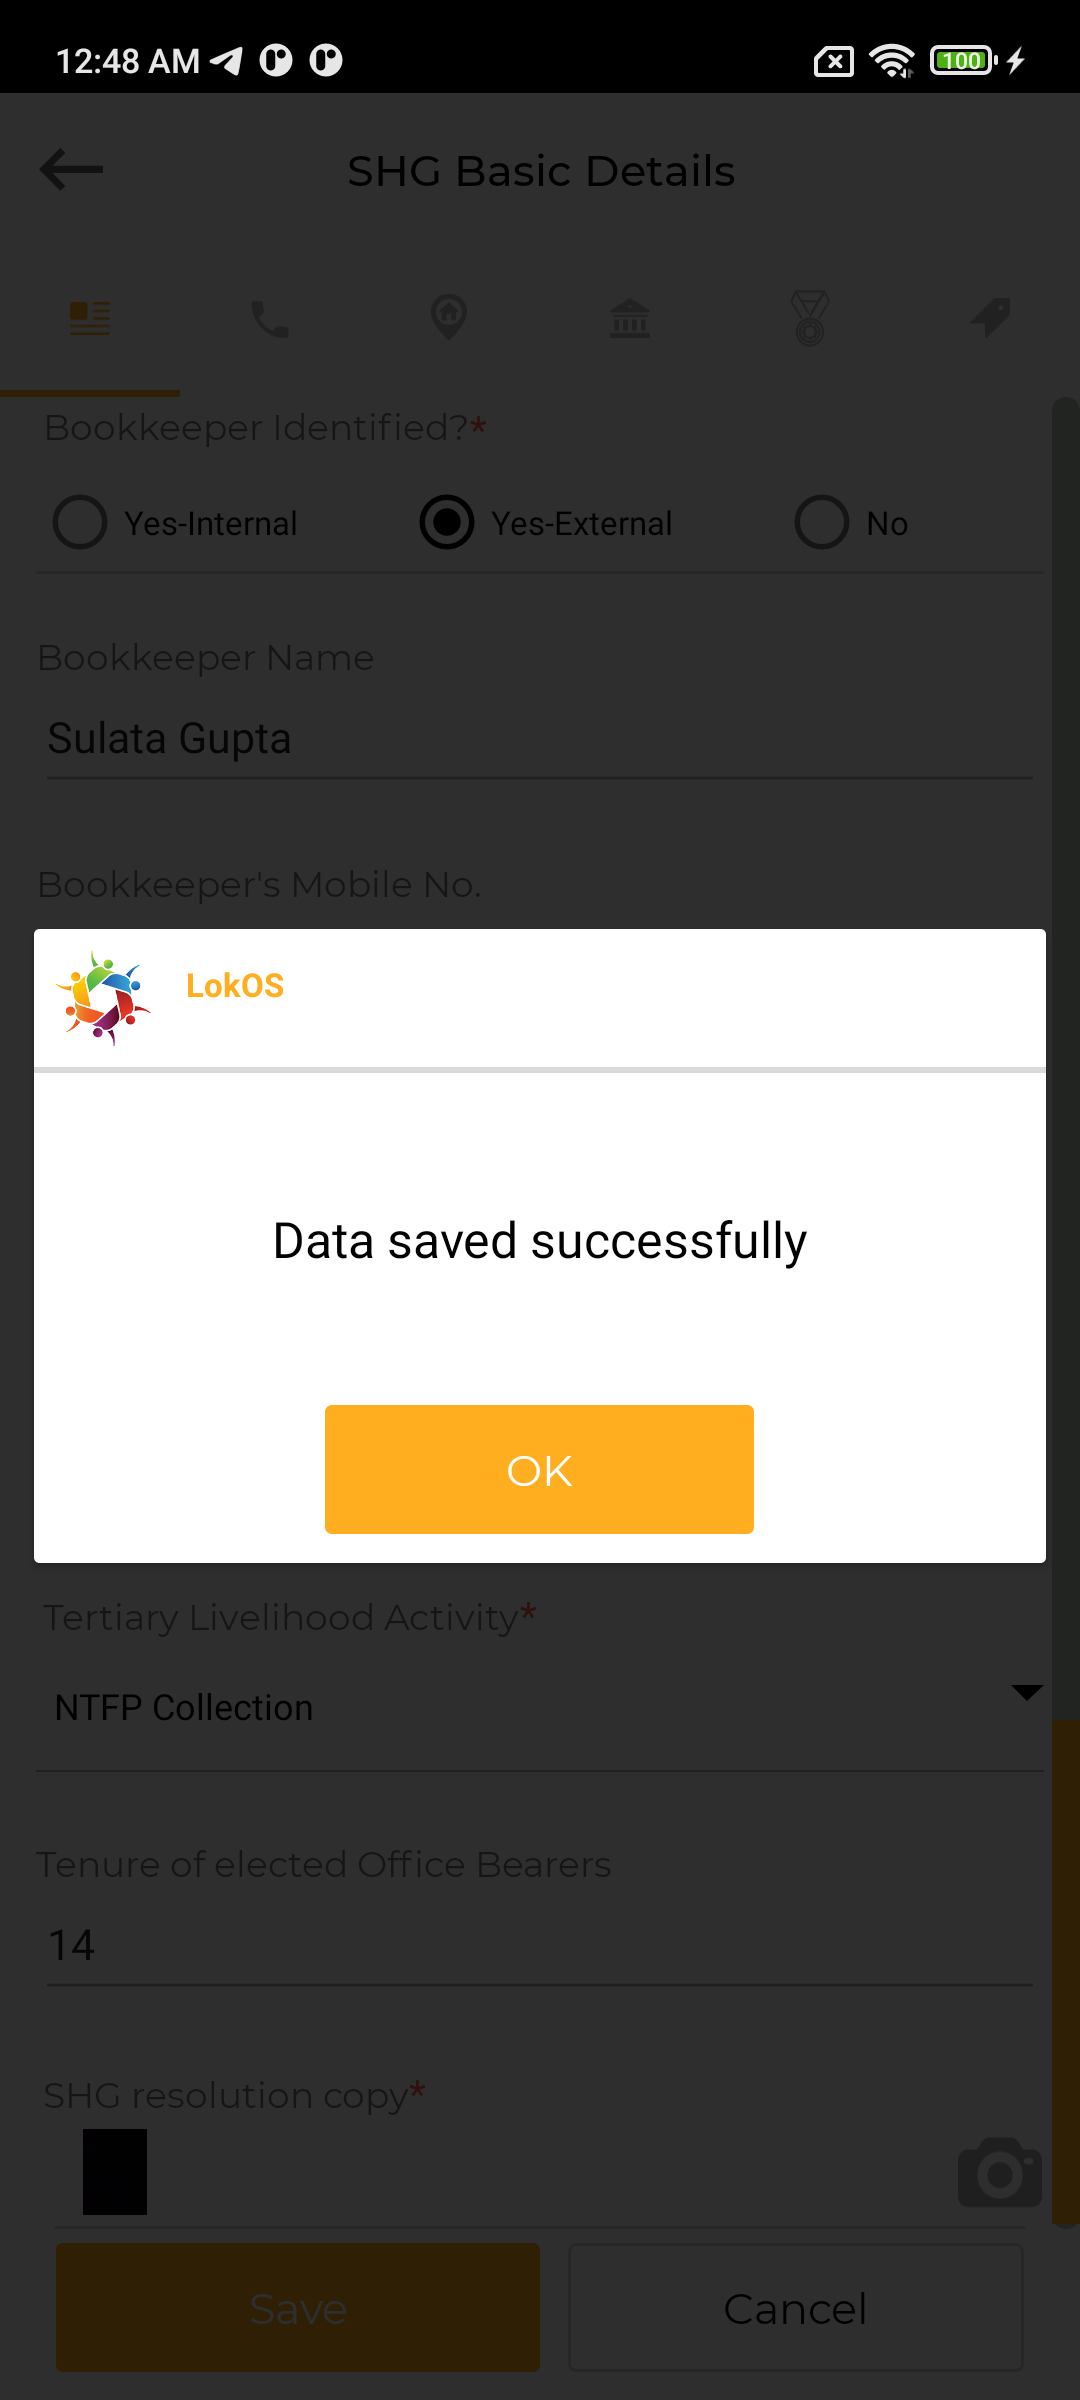 12:48 AM
100
SHG Basic Details
Bookkeeper Identified?*
Yes-Internal
Yes-External
No
Bookkeeper Name
Sulata Gupta
Bookkeeper's Mobile No.
LokOS
Data saved successfully
OK
Tertiary Livelihood Activity*
NTFP Collection
Tenure of elected Office Bearers
14
SHG resolution copy*
Save
Cancel